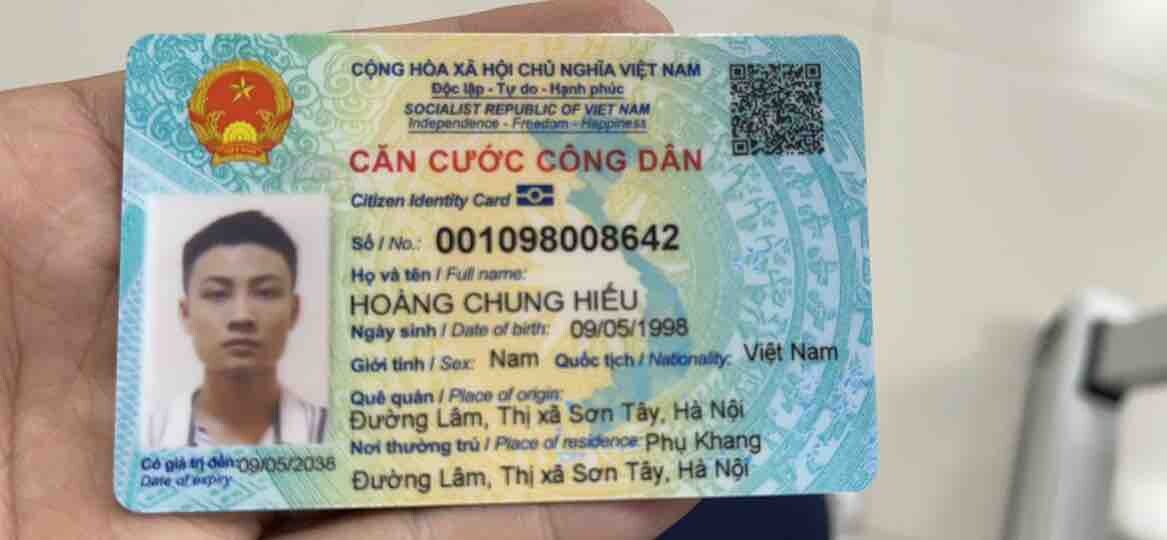 CỘNG HÒA XÃ HỘI CHỦ NGHĨA VIỆT NAM
Độc lập - Tự do - Hạnh phúc
SOCIALIST REPUBLIC OF VIET NAM
Independence - Freedom - Happiness
CĂN CƯỚC CÔNG DÂN
Citizen Identity Card
Số / No.: 001098008642
Họ và tên / Full name:
HOÀNG CHUNG HIẾU
Ngày sinh / Date of birth: 09/05/1998
Giới tính / Sex: Nam Quốc tịch / Nationality: Việt Nam
Quê quán / Place of origin:
Đường Lâm, Thị xã Sơn Tây, Hà Nội
Nơi thường trú / Place of residence: Phụ Khang
Đường Lâm, Thị xã Sơn Tây, Hà Nội
Có giá trị đến: 09/05/2038
Date of expiry